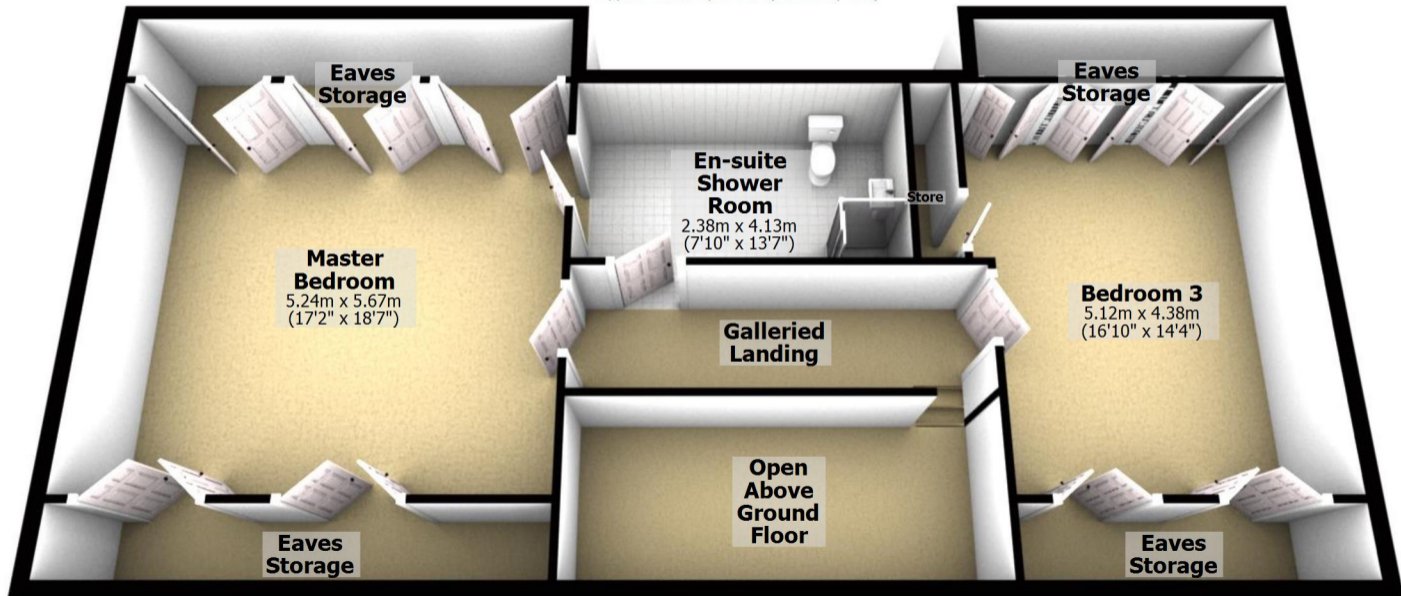 Eaves
Storage
Eaves
Storage
En-suite
Shower
Room
2.38m x 4.13m
(7'10" x 13'7")
Store
Master
Bedroom
5.24m x 5.67m
(17'2" x 18'7")
Bedroom 3
5.12m x 4.38m
(16'10" x 14'4")
Galleried
Landing
Open
Above
Ground
Floor
Eaves
Storage
Eaves
Storage